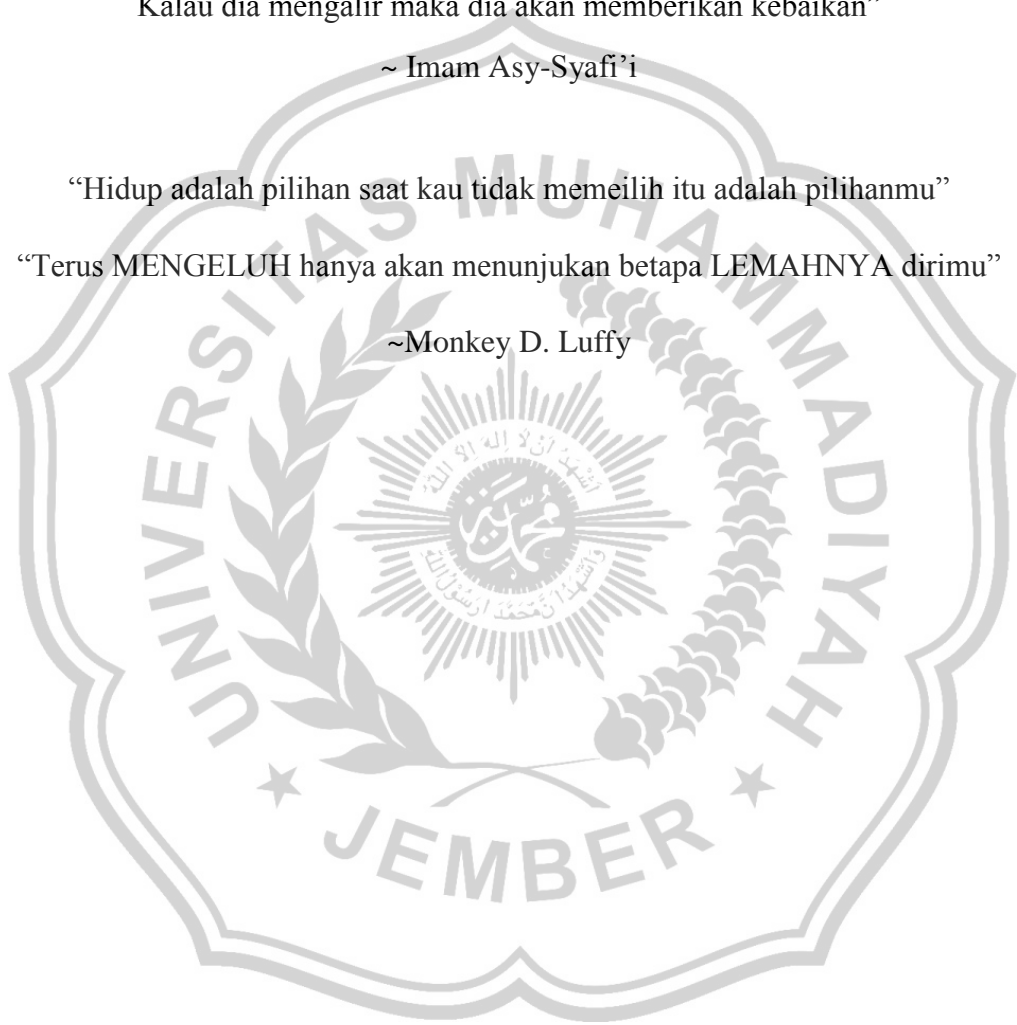 Kalau dia mengalir maka dia akan memberikan kebaikan”
~ Imam Asy-Syafi’i
“Hidup adalah pilihan saat kau tidak memeilih itu adalah pilihanmu”
“Terus MENGELUH hanya akan menunjukan betapa LEMAHNYA dirimu”
~Monkey D. Luffy
UNIVERSITAS MUHAMMADIYAH
JEMBER